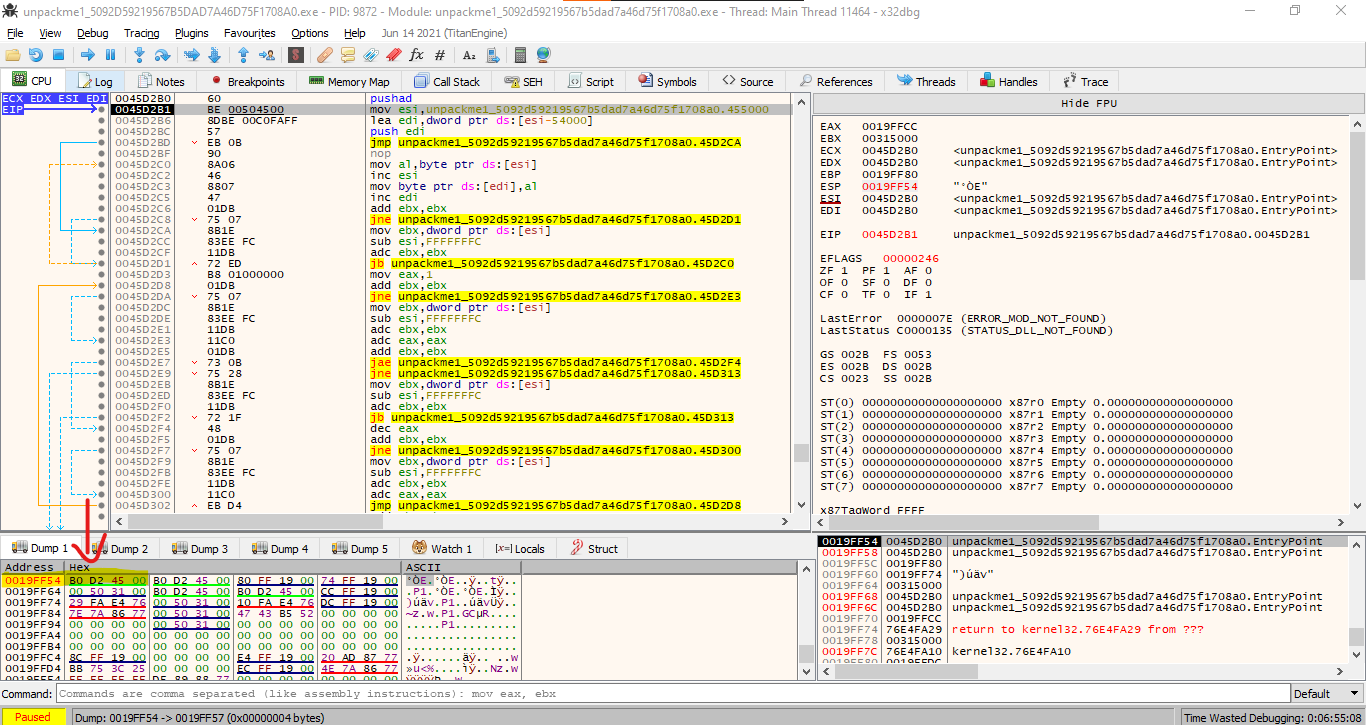 unpackme1_5092D59219567B5DAD7A46D75F1708A0.exe - PID: 9872 - Module: unpackme1_5092d59219567b5dad7a46d75f1708a0.exe - Thread: Main Thread 11464 - x32dbg
File View Debug Tracing Plugins Favourites Options Help Jun 14 2021 (TitanEngine)
CPU Log Notes Breakpoints Memory Map Call Stack SEH Script Symbols Source References Threads Handles Trace
ECX EDX ESI EDI 0045D2B0 60 pushad
EIP 0045D2B1 BE 00504500 mov esi,unpackme1_5092d59219567b5dad7a46d75f1708a0.455000
0045D2B6 8DBE 00C0FAFF lea edi,dword ptr ds:[esi-54000]
0045D2BC 57 push edi
0045D2BD EB 0B jmp unpackme1_5092d59219567b5dad7a46d75f1708a0.45D2CA
0045D2BF 90 nop
0045D2C0 8A06 mov al,byte ptr ds:[esi]
0045D2C2 46 inc esi
0045D2C3 8807 mov byte ptr ds:[edi],al
0045D2C5 47 inc edi
0045D2C6 01DB add ebx,ebx
0045D2C8 75 07 jne unpackme1_5092d59219567b5dad7a46d75f1708a0.45D2D1
0045D2CA 8B1E mov ebx,dword ptr ds:[esi]
0045D2CC 83EE FC sub esi,FFFFFFFC
0045D2CF 11DB adc ebx,ebx
0045D2D1 72 ED jb unpackme1_5092d59219567b5dad7a46d75f1708a0.45D2C0
0045D2D3 B8 01000000 mov eax,1
0045D2D8 01DB add ebx,ebx
0045D2DA 75 07 jne unpackme1_5092d59219567b5dad7a46d75f1708a0.45D2E3
0045D2DC 8B1E mov ebx,dword ptr ds:[esi]
0045D2DE 83EE FC sub esi,FFFFFFFC
0045D2E1 11DB adc ebx,ebx
0045D2E3 11C0 adc eax,eax
0045D2E5 01DB add ebx,ebx
0045D2E7 73 0B jae unpackme1_5092d59219567b5dad7a46d75f1708a0.45D2F4
0045D2E9 75 28 jne unpackme1_5092d59219567b5dad7a46d75f1708a0.45D313
0045D2EB 8B1E mov ebx,dword ptr ds:[esi]
0045D2ED 83EE FC sub esi,FFFFFFFC
0045D2F0 11DB adc ebx,ebx
0045D2F2 72 1F jb unpackme1_5092d59219567b5dad7a46d75f1708a0.45D313
0045D2F4 48 dec eax
0045D2F5 01DB add ebx,ebx
0045D2F7 75 07 jne unpackme1_5092d59219567b5dad7a46d75f1708a0.45D300
0045D2F9 8B1E mov ebx,dword ptr ds:[esi]
0045D2FB 83EE FC sub esi,FFFFFFFC
0045D2FE 11DB adc ebx,ebx
0045D300 11C0 adc eax,eax
0045D302 EB D4 jmp unpackme1_5092d59219567b5dad7a46d75f1708a0.45D2D8
Hide FPU
EAX 0019FFCC
EBX 00315000
ECX 0045D2B0 <unpackme1_5092d59219567b5dad7a46d75f1708a0.EntryPoint>
EDX 0045D2B0 <unpackme1_5092d59219567b5dad7a46d75f1708a0.EntryPoint>
EBP 0019FF80
ESP 0019FF54 "°ÒE"
ESI 0045D2B0 <unpackme1_5092d59219567b5dad7a46d75f1708a0.EntryPoint>
EDI 0045D2B0 <unpackme1_5092d59219567b5dad7a46d75f1708a0.EntryPoint>
EIP 0045D2B1 unpackme1_5092d59219567b5dad7a46d75f1708a0.0045D2B1
EFLAGS 00000246
ZF 1 PF 1 AF 0
OF 0 SF 0 DF 0
CF 0 TF 0 IF 1
LastError 0000007E (ERROR_MOD_NOT_FOUND)
LastStatus C0000135 (STATUS_DLL_NOT_FOUND)
GS 002B FS 0053
ES 002B DS 002B
CS 0023 SS 002B
ST(0) 00000000000000000000 x87r0 Empty 0.000000000000000000
ST(1) 00000000000000000000 x87r1 Empty 0.000000000000000000
ST(2) 00000000000000000000 x87r2 Empty 0.000000000000000000
ST(3) 00000000000000000000 x87r3 Empty 0.000000000000000000
ST(4) 00000000000000000000 x87r4 Empty 0.000000000000000000
ST(5) 00000000000000000000 x87r5 Empty 0.000000000000000000
ST(6) 00000000000000000000 x87r6 Empty 0.000000000000000000
ST(7) 00000000000000000000 x87r7 Empty 0.000000000000000000
x87TagWord FFFF
Dump 1 Dump 2 Dump 3 Dump 4 Dump 5 Watch 1 [x=] Locals Struct
Address Hex ASCII
0019FF54 B0 D2 45 00 B0 D2 45 00 80 FF 19 00 74 FF 19 00 °ÒE.°ÒE..ÿ..tÿ..
0019FF64 00 50 31 00 B0 D2 45 00 B0 D2 45 00 CC FF 19 00 .P1.°ÒE.°ÒE.Ìÿ..
0019FF74 29 FA E4 76 00 50 31 00 10 FA E4 76 DC FF 19 00 )úäv.P1..úävÜÿ..
0019FF84 7E 7A 86 77 00 50 31 00 47 43 B5 52 00 00 00 00 ~z.w.P1.GCµR....
0019FF94 00 00 00 00 00 50 31 00 00 00 00 00 00 00 00 00 .....P1.........
0019FFA4 00 00 00 00 00 00 00 00 00 00 00 00 00 00 00 00 ................
0019FFB4 00 00 00 00 00 00 00 00 00 00 00 00 00 00 00 00 ................
0019FFC4 8C FF 19 00 00 00 00 00 E4 FF 19 00 20 AD 87 77 .ÿ......äÿ.. .w
0019FFD4 BB 75 3C 25 00 00 00 00 EC FF 19 00 4E 7A 86 77 »u<%....ìÿ..Nz.w
0019FF54 0045D2B0 unpackme1_5092d59219567b5dad7a46d75f1708a0.EntryPoint
0019FF58 0045D2B0 unpackme1_5092d59219567b5dad7a46d75f1708a0.EntryPoint
0019FF5C 0019FF80
0019FF60 0019FF74 ")úäv"
0019FF64 00315000
0019FF68 0045D2B0 unpackme1_5092d59219567b5dad7a46d75f1708a0.EntryPoint
0019FF6C 0045D2B0 unpackme1_5092d59219567b5dad7a46d75f1708a0.EntryPoint
0019FF70 0019FFCC
0019FF74 76E4FA29 return to kernel32.76E4FA29 from ???
0019FF78 00315000
0019FF7C 76E4FA10 kernel32.76E4FA10
Command: Commands are comma separated (like assembly instructions): mov eax, ebx Default
Paused Dump: 0019FF54 -> 0019FF57 (0x00000004 bytes) Time Wasted Debugging: 0:06:55:08